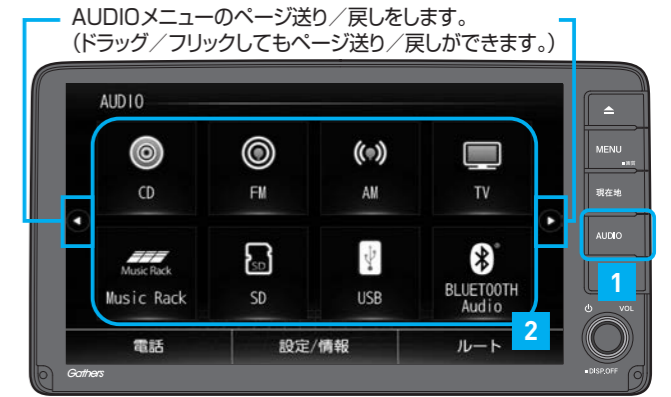 AUDIOメニューのページ送り／戻しをします。
（ドラッグ／フリックしてもページ送り／戻しができます。）
AUDIO
CD
FM
AM
TV
Music Rack
Music Rack
SD
SD
USB
BLUETOOTH
Audio
2
電話
設定/情報
ルート
Gathers
MENU
現在地
AUDIO
1
VOL
■DISP.OFF